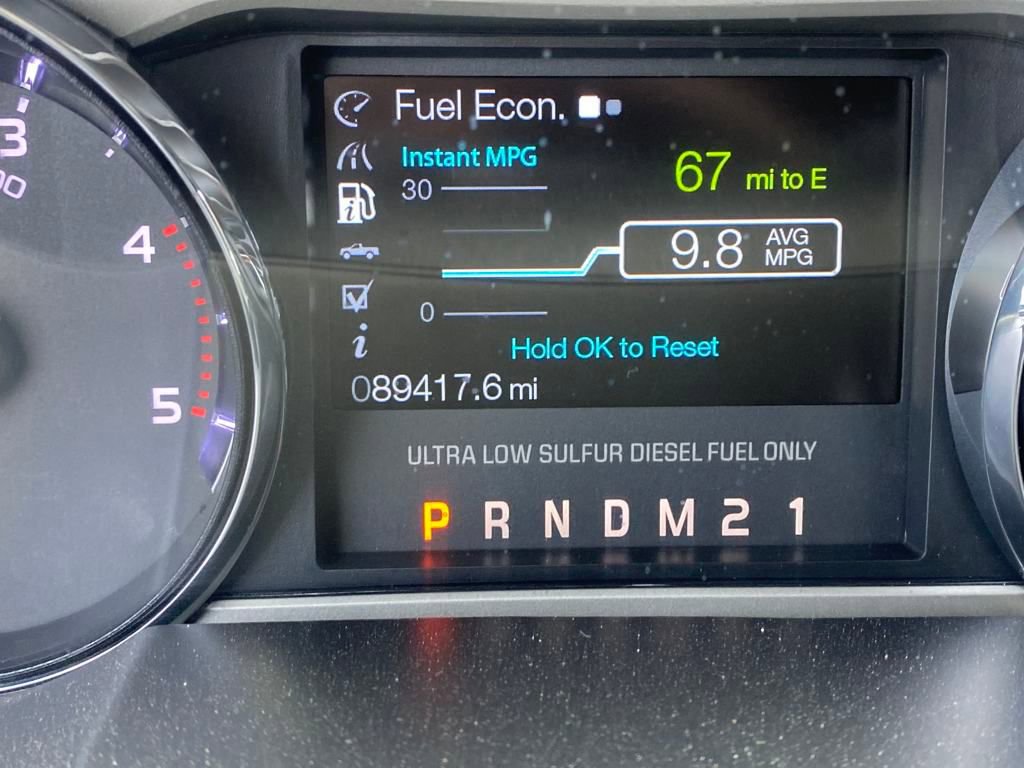 3
00
4
5
Fuel Econ.
Instant MPG
30
67 mi to E
9.8 AVG MPG
0
i
Hold OK to Reset
089417.6 mi
ULTRA LOW SULFUR DIESEL FUEL ONLY
P R N D M 2 1